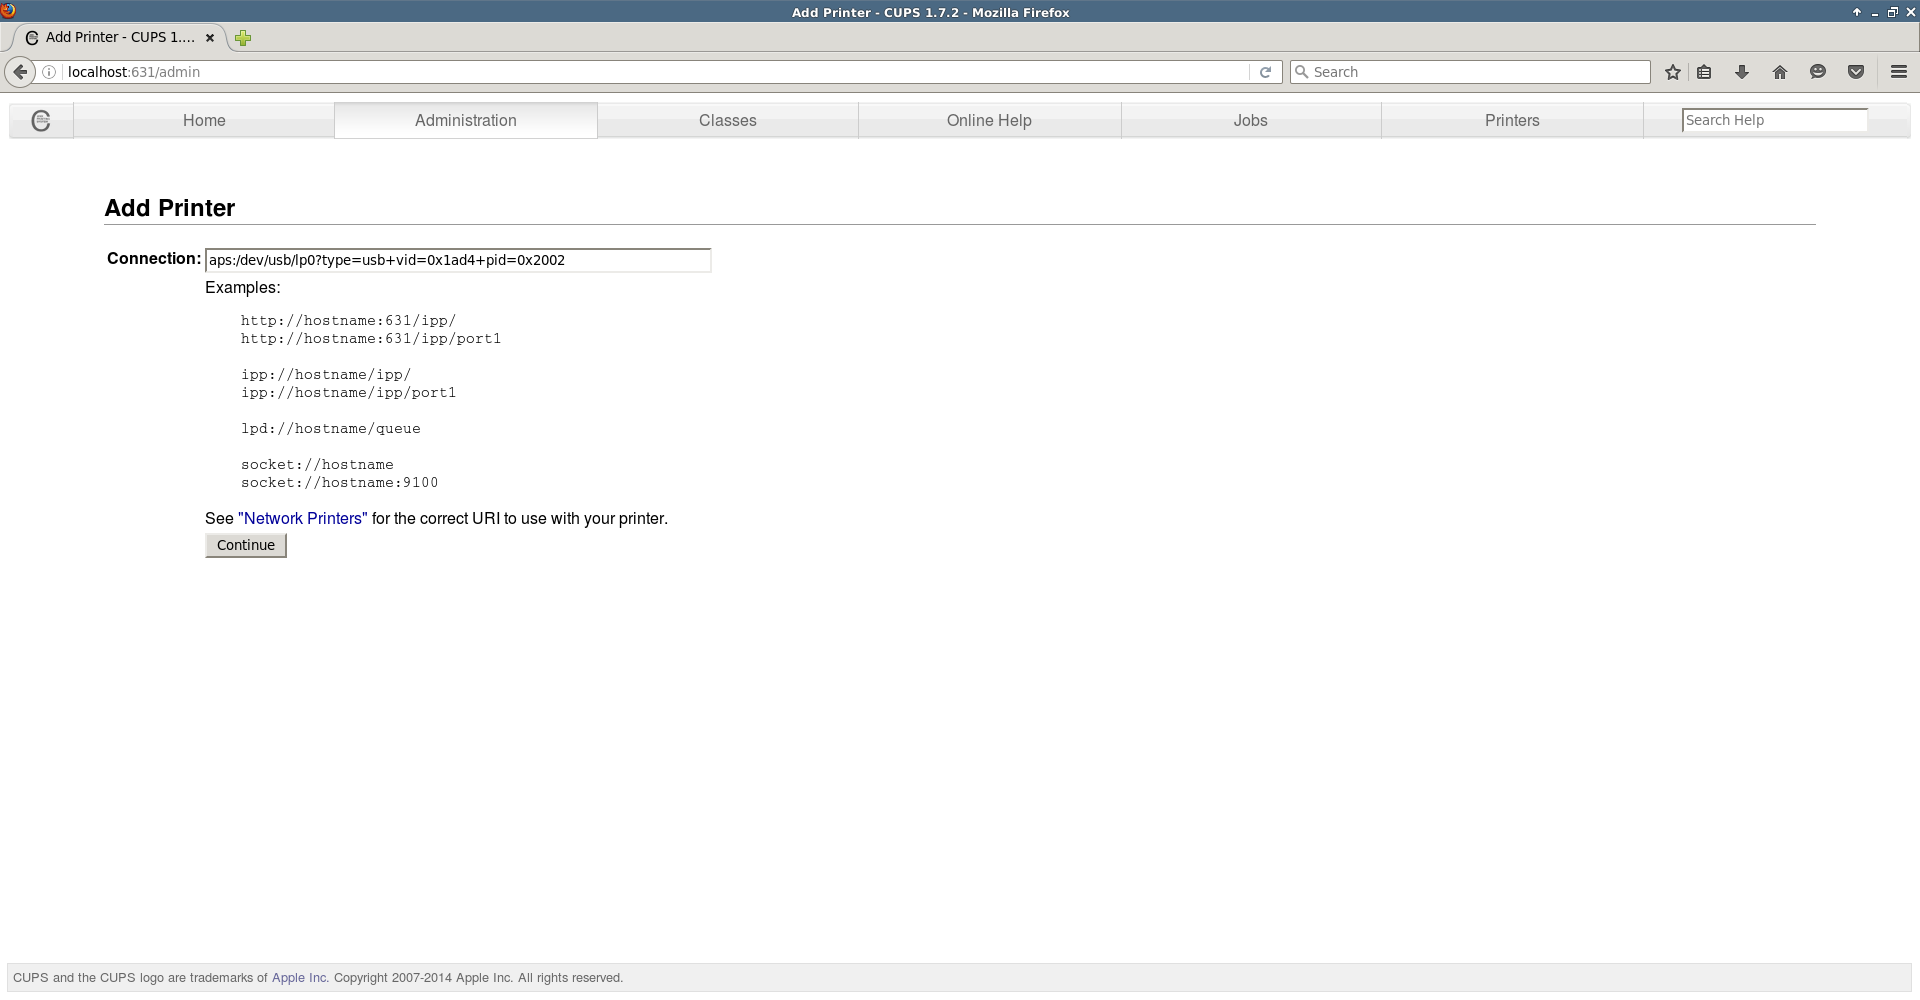 Add Printer - CUPS 1.7.2 - Mozilla Firefox
Add Printer - CUPS 1....
localhost:631/admin
Search
Home Administration Classes Online Help Jobs Printers Search Help
Add Printer
Connection: aps:/dev/usb/lp0?type=usb+vid=0x1ad4+pid=0x2002
Examples:
http://hostname:631/ipp/
http://hostname:631/ipp/port1
ipp://hostname/ipp/
ipp://hostname/ipp/port1
lpd://hostname/queue
socket://hostname
socket://hostname:9100
See "Network Printers" for the correct URI to use with your printer.
Continue
CUPS and the CUPS logo are trademarks of Apple Inc. Copyright 2007-2014 Apple Inc. All rights reserved.